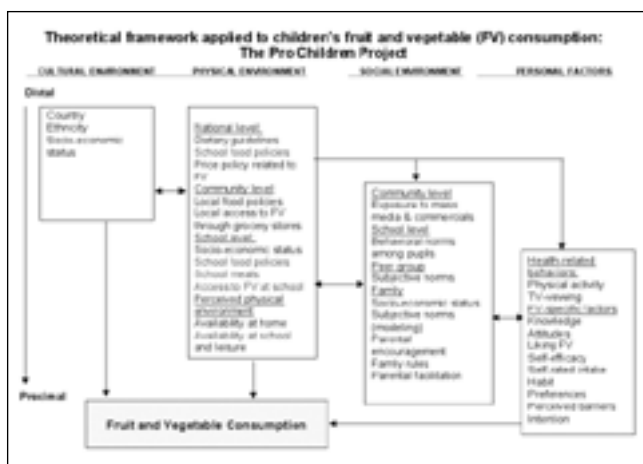 Theoretical framework applied to children's fruit and vegetable (FV) consumption:
The Pro Children Project
CULTURAL ENVIRONMENT
PHYSICAL ENVIRONMENT
SOCIAL ENVIRONMENT
PERSONAL FACTORS
Distal
Country
Ethnicity
Socio-economic
status
National level:
Dietary guidelines
School food policies
Price policy related to
FV
Community level
Local food policies
Local access to FV
through grocery stores
School level:
Socio-economic status
School food policies
School meals
Access to FV at school
Perceived physical
environment
Availability at home
Availability at school
and leisure
Community level
Exposure to mass
media & commercials
School level
Behavioral norms
among pupils
Peer group
Subjective norms
Family
Socioeconomic status
Subjective norms
(modeling)
Parental
encouragement
Family rules
Parental facilitation
Health-related
behaviors:
Physical activity
TV-viewing
FV-specific factors
Knowledge
Attitudes
Liking FV
Self-efficacy
Self-rated intake
Habit
Preferences
Perceived barriers
Intention
Proximal
Fruit and Vegetable Consumption